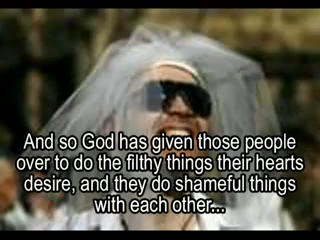 And so God has given those people
over to do the filthy things their hearts
desire, and they do shameful things
with each other...